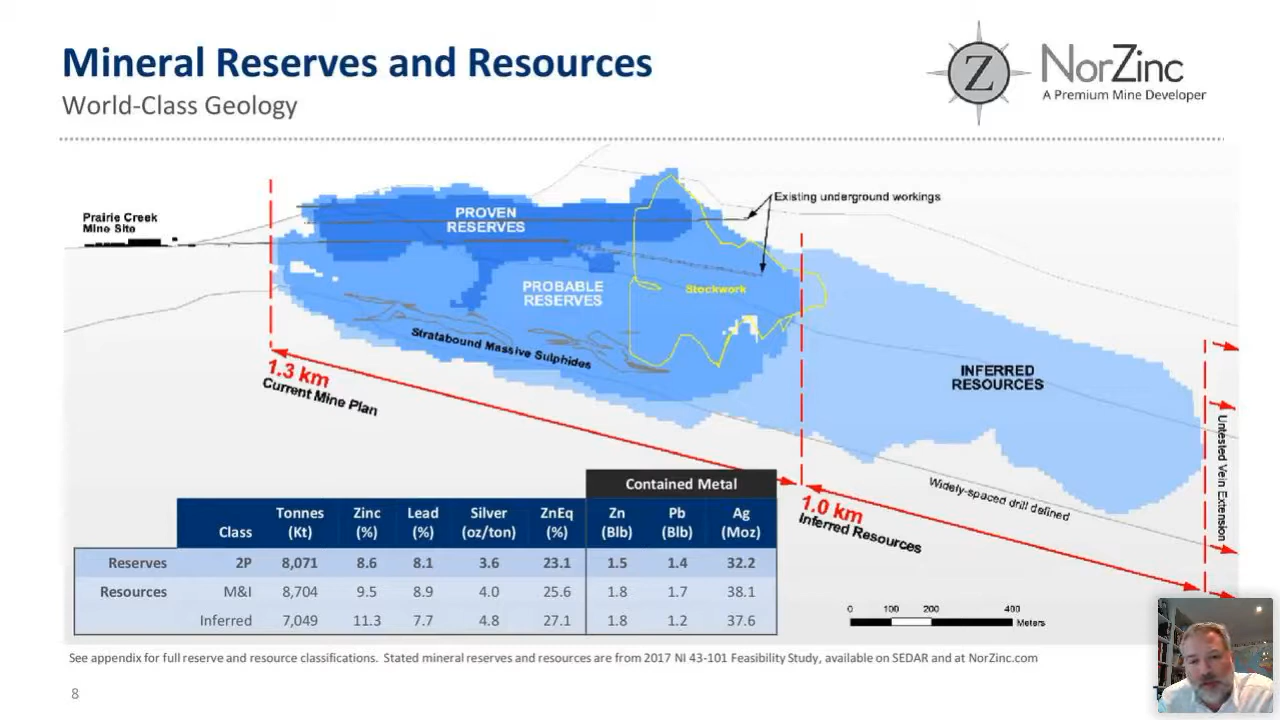 Mineral Reserves and Resources
World-Class Geology
Z
NorZinc
A Premium Mine Developer
Prairie Creek
Mine Site
PROVEN
RESERVES
Existing underground workings
PROBABLE
RESERVES
Stockwork
Stratabound Massive Sulphides
INFERRED
RESOURCES
1.3 km
Current Mine Plan
Untested Vein Extension
Widely-spaced drill defined
1.0 km
Inferred Resources
Contained Metal
Class Tonnes (Kt) Zinc (%) Lead (%) Silver (oz/ton) ZnEq (%) Zn (Blb) Pb (Blb) Ag (Moz)
Reserves 2P 8,071 8.6 8.1 3.6 23.1 1.5 1.4 32.2
Resources M&I 8,704 9.5 8.9 4.0 25.6 1.8 1.7 38.1
Inferred 7,049 11.3 7.7 4.8 27.1 1.8 1.2 37.6
0 100 200 400
Meters
See appendix for full reserve and resource classifications. Stated mineral reserves and resources are from 2017 NI 43-101 Feasibility Study, available on SEDAR and at NorZinc.com
8